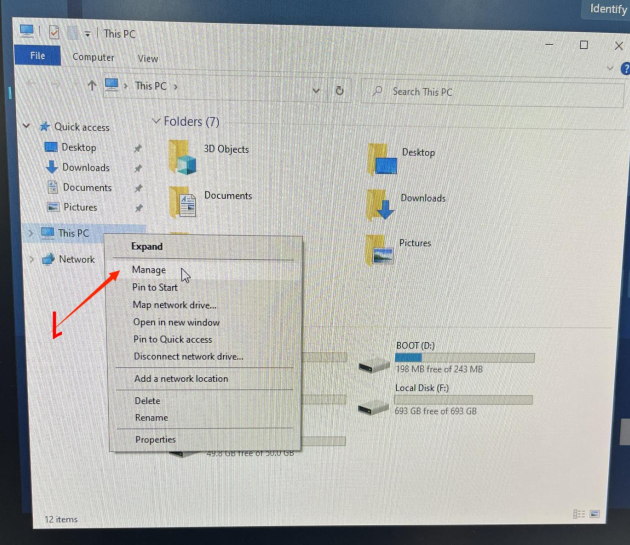 Identify
This PC
File
Computer
View
This PC
Search This PC
Quick access
Desktop
Downloads
Documents
Pictures
This PC
Network
Folders (7)
3D Objects
Desktop
Documents
Downloads
Pictures
Expand
Manage
Pin to Start
Map network drive...
Open in new window
Pin to Quick access
Disconnect network drive...
Add a network location
Delete
Rename
Properties
BOOT (D:)
198 MB free of 243 MB
Local Disk (F:)
693 GB free of 693 GB
49.6 GB free of 50.0 GB
12 items